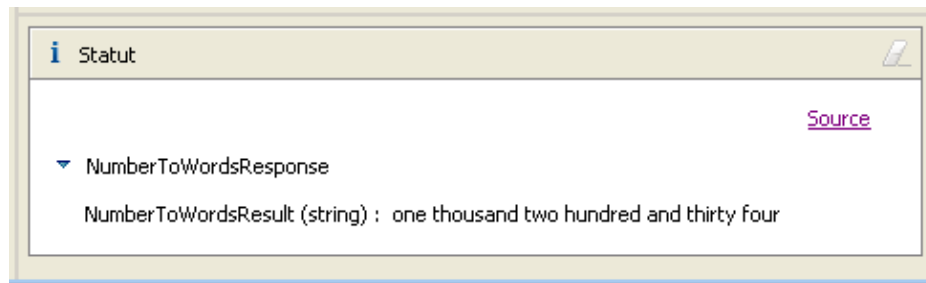 i Statut
Source
NumberToWordsResponse
NumberToWordsResult (string) : one thousand two hundred and thirty four